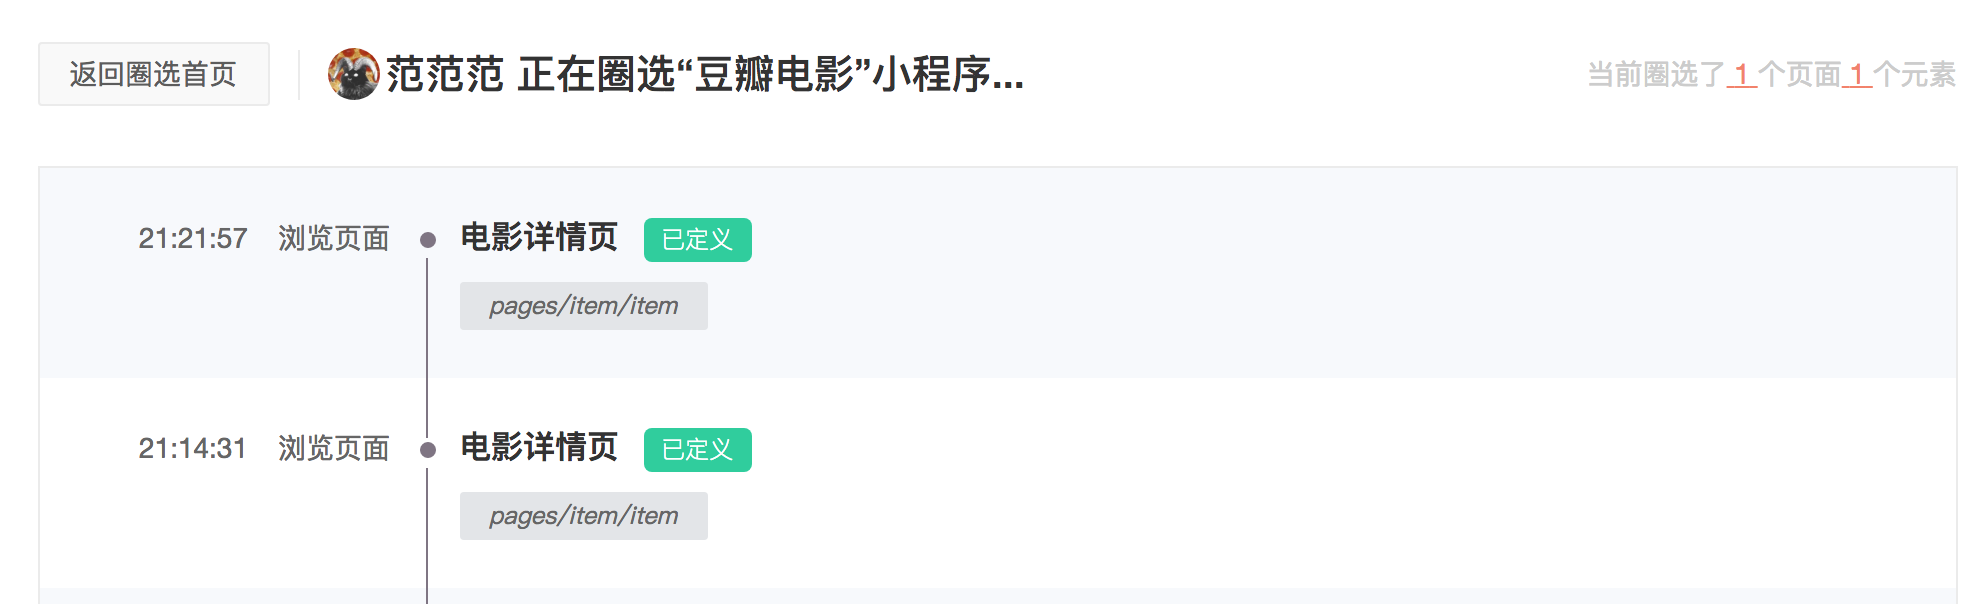 返回圈选首页
范范范 正在圈选“豆瓣电影”小程序...
当前圈选了 1 个页面 1 个元素
21:21:57 浏览页面 电影详情页 已定义
pages/item/item
21:14:31 浏览页面 电影详情页 已定义
pages/item/item